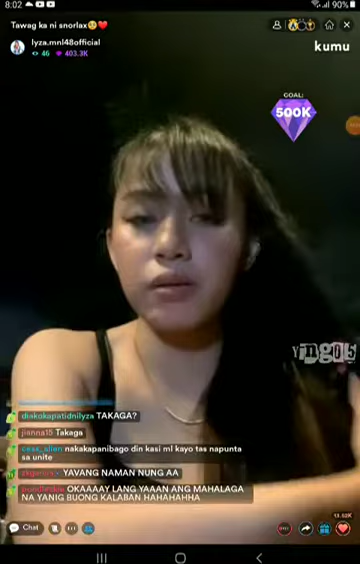 8:02
90%
Tawag ka ni snorlax🥺❤️
lyza.mnl48official
46 403.3K
kumu
GOAL:
500K
diakokapatidnilyza TAKAGA?
jianna15 Takaga
nakakapanibago din kasi ml kayo tas napunta
sa unite
YAVANG NAMAN NUNG AA
OKAAAAY LANG YAAAN ANG MAHALAGA
NA YANIG BUONG KALABAN HAHAHAHHA
Chat